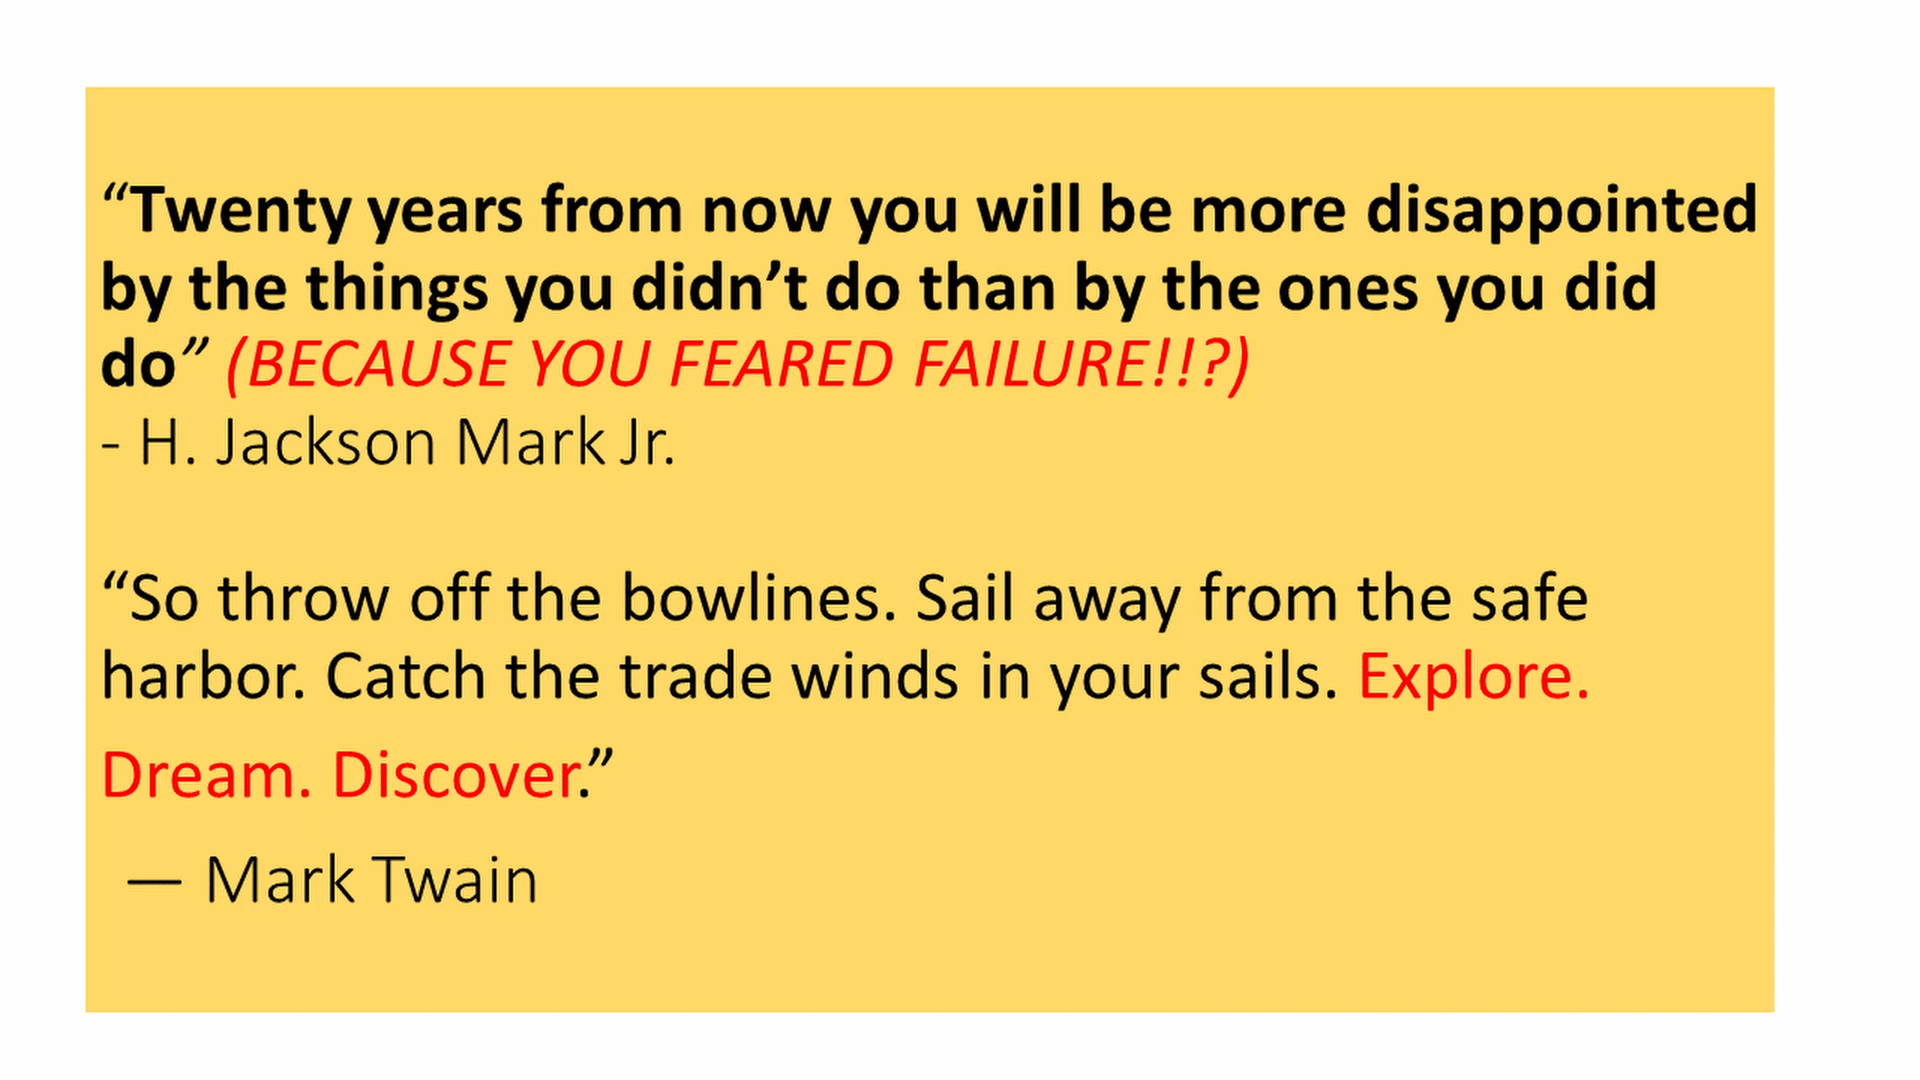 “Twenty years from now you will be more disappointed
by the things you didn’t do than by the ones you did
do” (BECAUSE YOU FEARED FAILURE!!?)
- H. Jackson Mark Jr.
“So throw off the bowlines. Sail away from the safe
harbor. Catch the trade winds in your sails. Explore.
Dream. Discover.”
— Mark Twain